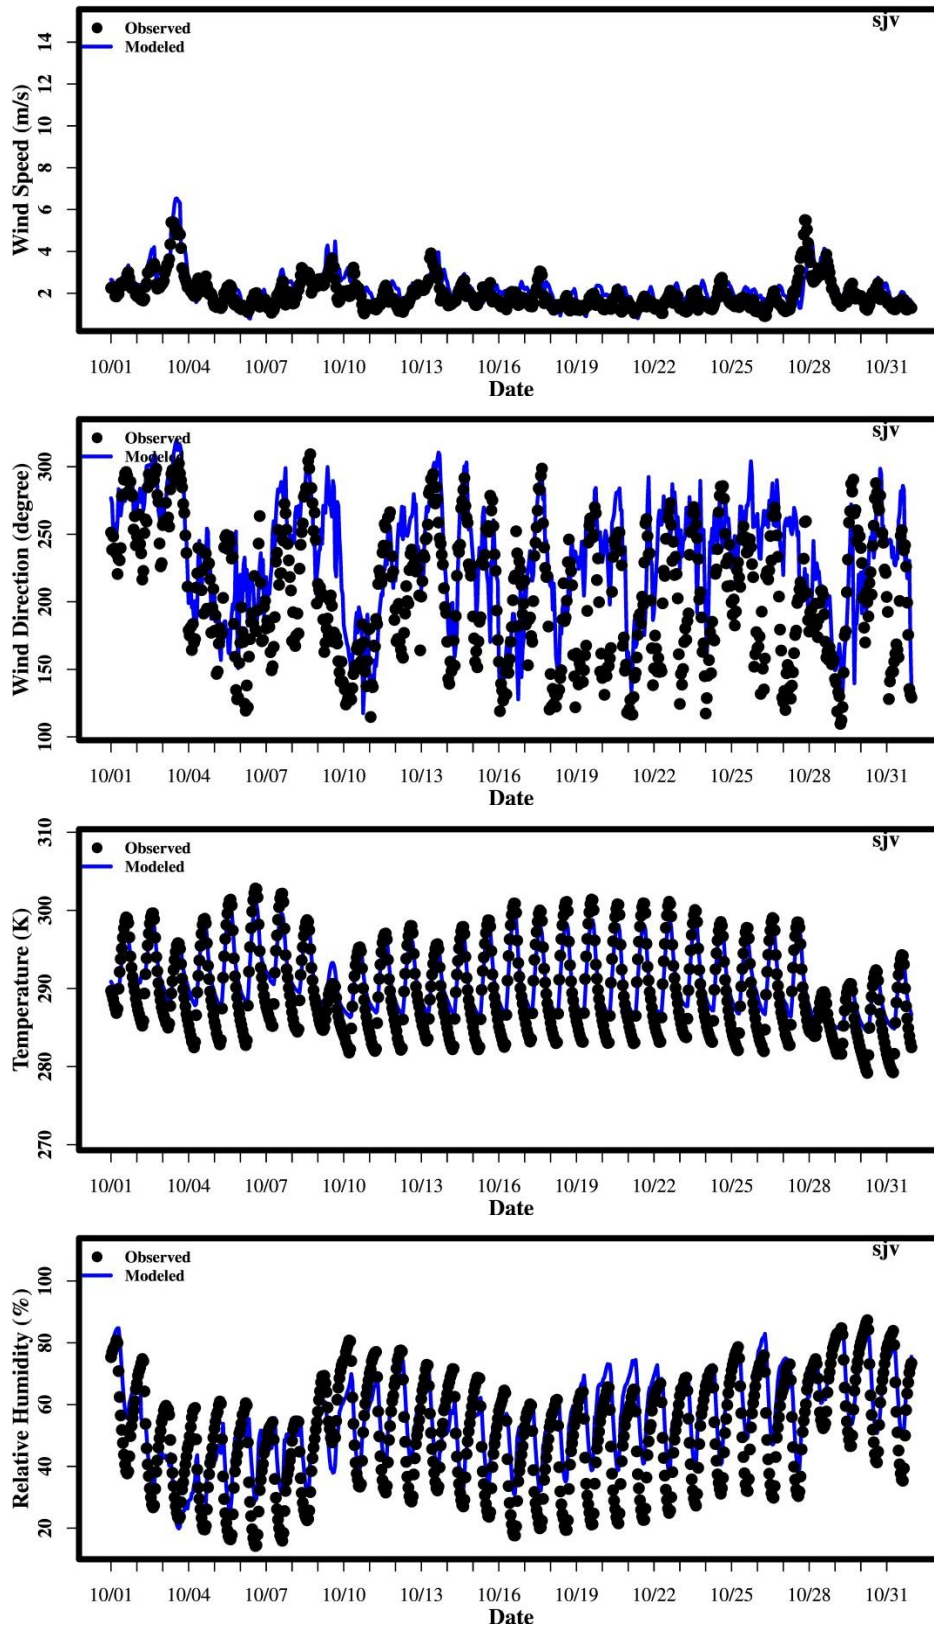 sjv
Observed
Modeled
Wind Speed (m/s)
14
12
10
8
6
4
2
10/01 10/04 10/07 10/10 10/13 10/16 10/19 10/22 10/25 10/28 10/31
Date
sjv
Observed
Modeled
Wind Direction (degree)
300
250
200
150
100
10/01 10/04 10/07 10/10 10/13 10/16 10/19 10/22 10/25 10/28 10/31
Date
sjv
Observed
Modeled
Temperature (K)
310
300
290
280
270
10/01 10/04 10/07 10/10 10/13 10/16 10/19 10/22 10/25 10/28 10/31
Date
sjv
Observed
Modeled
Relative Humidity (%)
100
80
60
40
20
10/01 10/04 10/07 10/10 10/13 10/16 10/19 10/22 10/25 10/28 10/31
Date